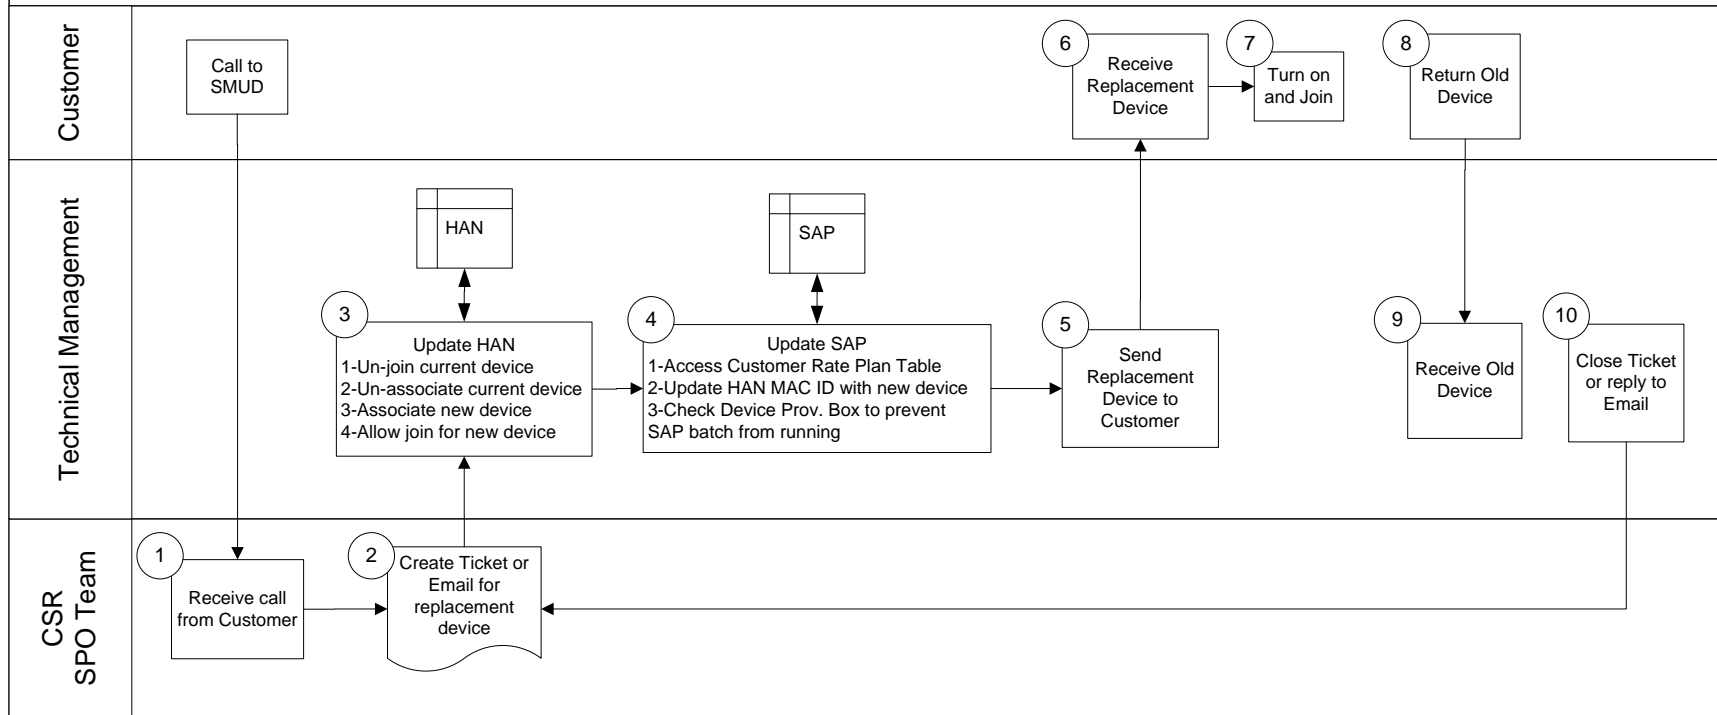 Customer
Call to
SMUD
6
Receive
Replacement
Device
7
Turn on
and Join
8
Return Old
Device
Technical Management
HAN
SAP
3
Update HAN
1-Un-join current device
2-Un-associate current device
3-Associate new device
4-Allow join for new device
4
Update SAP
1-Access Customer Rate Plan Table
2-Update HAN MAC ID with new device
3-Check Device Prov. Box to prevent
SAP batch from running
5
Send
Replacement
Device to
Customer
9
Receive Old
Device
10
Close Ticket
or reply to
Email
CSR
SPO Team
1
Receive call
from Customer
2
Create Ticket or
Email for
replacement
device